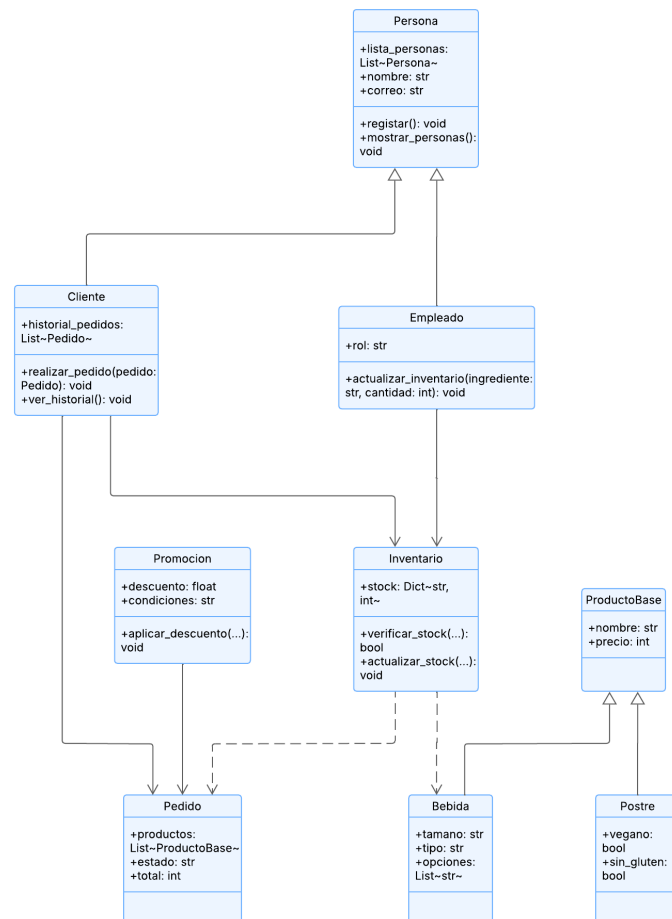 Persona
+lista_personas:
List~Persona~
+nombre: str
+correo: str
+registar(): void
+mostrar_personas():
void
Cliente
+historial_pedidos:
List~Pedido~
+realizar_pedido(pedido:
Pedido): void
+ver_historial(): void
Empleado
+rol: str
+actualizar_inventario(ingrediente:
str, cantidad: int): void
Promocion
+descuento: float
+condiciones: str
+aplicar_descuento(...):
void
Inventario
+stock: Dict~str,
int~
+verificar_stock(...):
bool
+actualizar_stock(...):
void
ProductoBase
+nombre: str
+precio: int
Pedido
+productos:
List~ProductoBase~
+estado: str
+total: int
Bebida
+tamano: str
+tipo: str
+opciones:
List~str~
Postre
+vegano:
bool
+sin_gluten:
bool